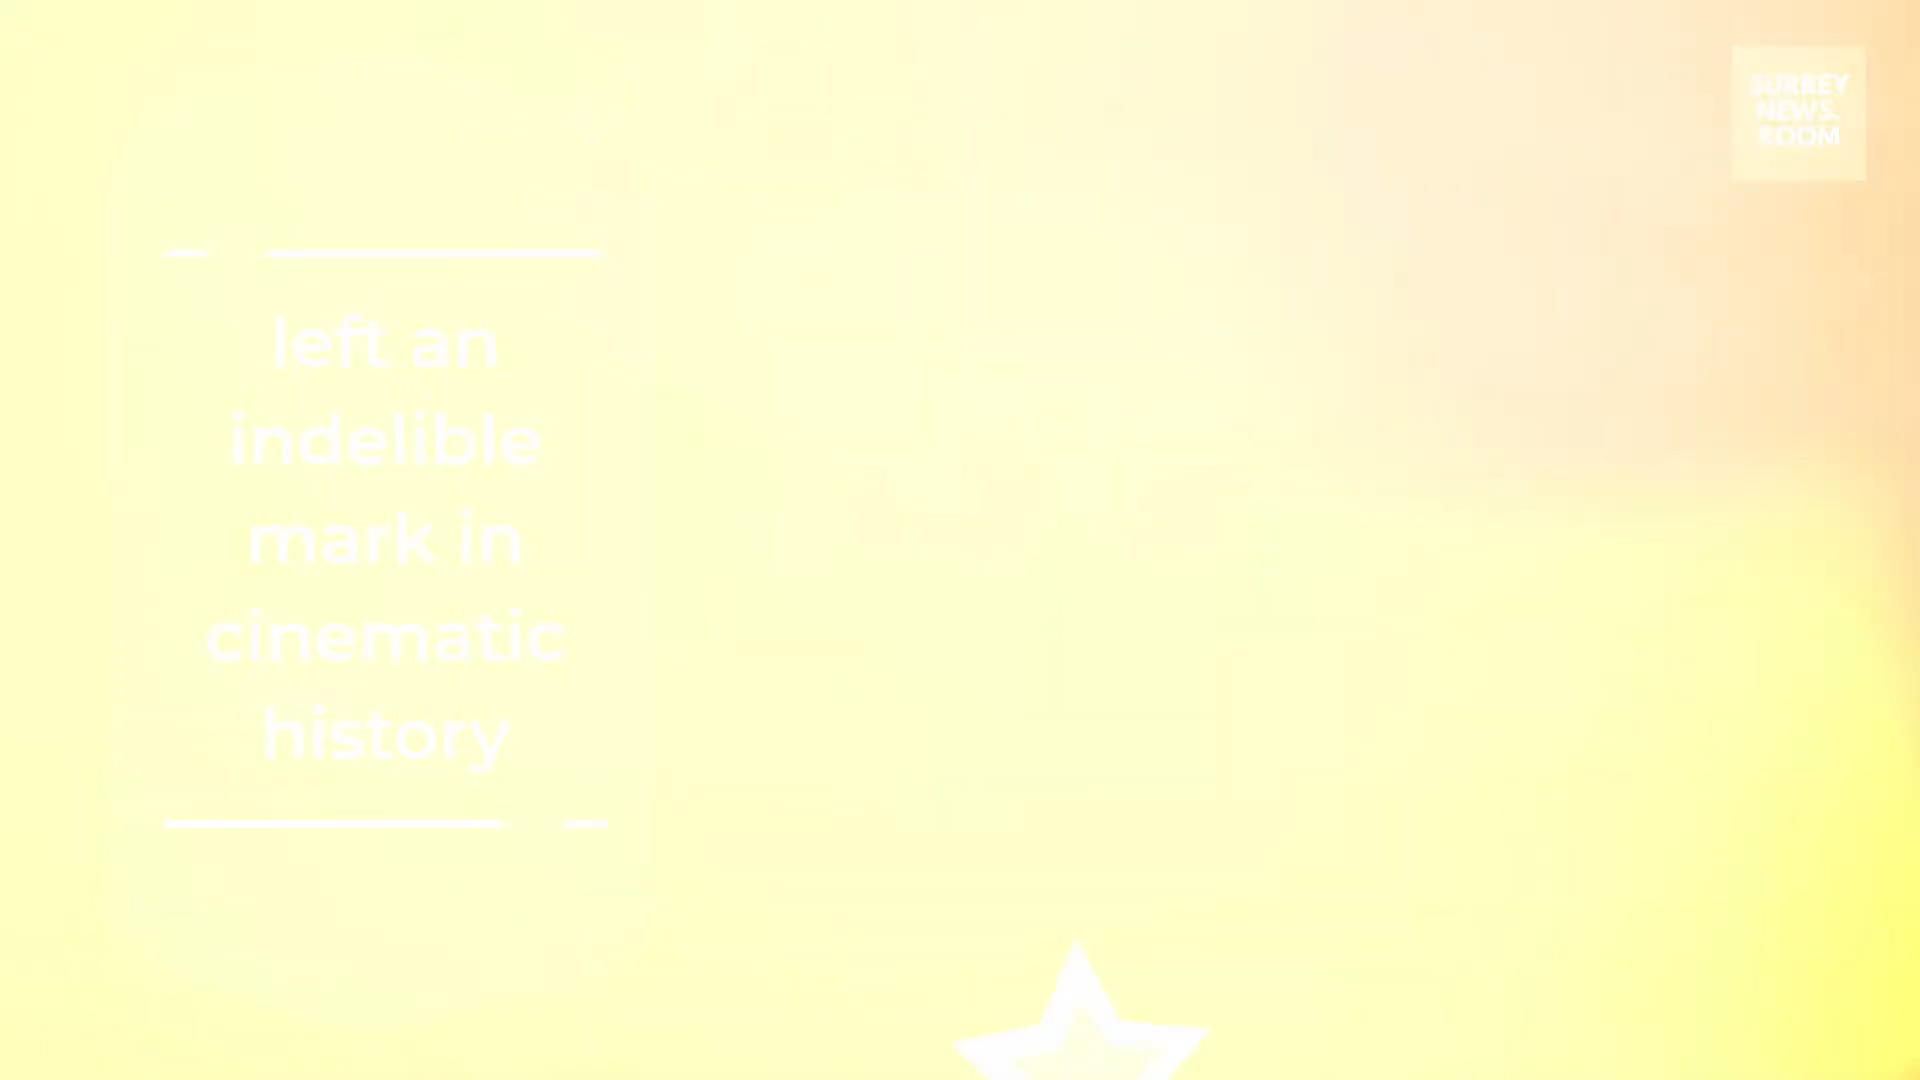 left an
indelible
mark in
cinematic
history
SURREY
NEWS.
ROOM